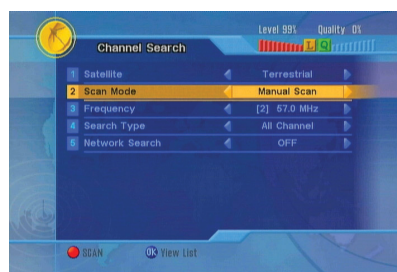 Level 99% Quality 0%
L Q
Channel Search
1 Satellite Terrestrial
2 Scan Mode Manual Scan
3 Frequency [2] 57.0 MHz
4 Search Type All Channel
5 Network Search OFF
SCAN OK View List